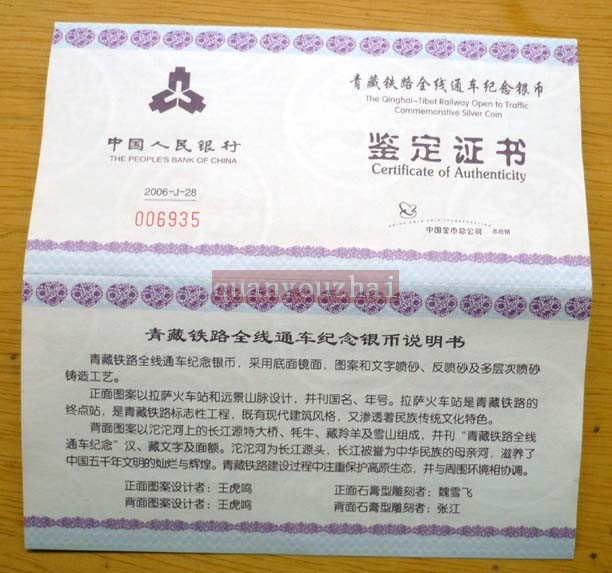 中国人民银行
THE PEOPLE'S BANK OF CHINA
2006-J-28
006935
青藏铁路全线通车纪念银币
The Qinghai-Tibet Railway Open to Traffic
Commemorative Silver Coin
鉴定证书
Certificate of Authenticity
CHINA GOLD COIN INCORPORATION
中国金币总公司 总经销
quanyouzhai
青藏铁路全线通车纪念银币说明书
青藏铁路全线通车纪念银币，采用底面镜面，图案和文字喷砂、反喷砂及多层次喷砂
铸造工艺。
正面图案以拉萨火车站和远景山脉设计，并刊国名、年号。拉萨火车站是青藏铁路的
终点站，是青藏铁路标志性工程，既有现代建筑风格，又渗透着民族传统文化特色。
背面图案以沱沱河上的长江源特大桥、牦牛、藏羚羊及雪山组成，并刊“青藏铁路全线
通车纪念”汉、藏文字及面额。沱沱河为长江源头，长江被誉为中华民族的母亲河，滋养了
中国五千年文明的灿烂与辉煌。青藏铁路建设过程中注重保护高原生态，并与周围环境相协调。
正面图案设计者：王虎鸣 正面石膏型雕刻者：魏雪飞
背面图案设计者：王虎鸣 背面石膏型雕刻者：张江